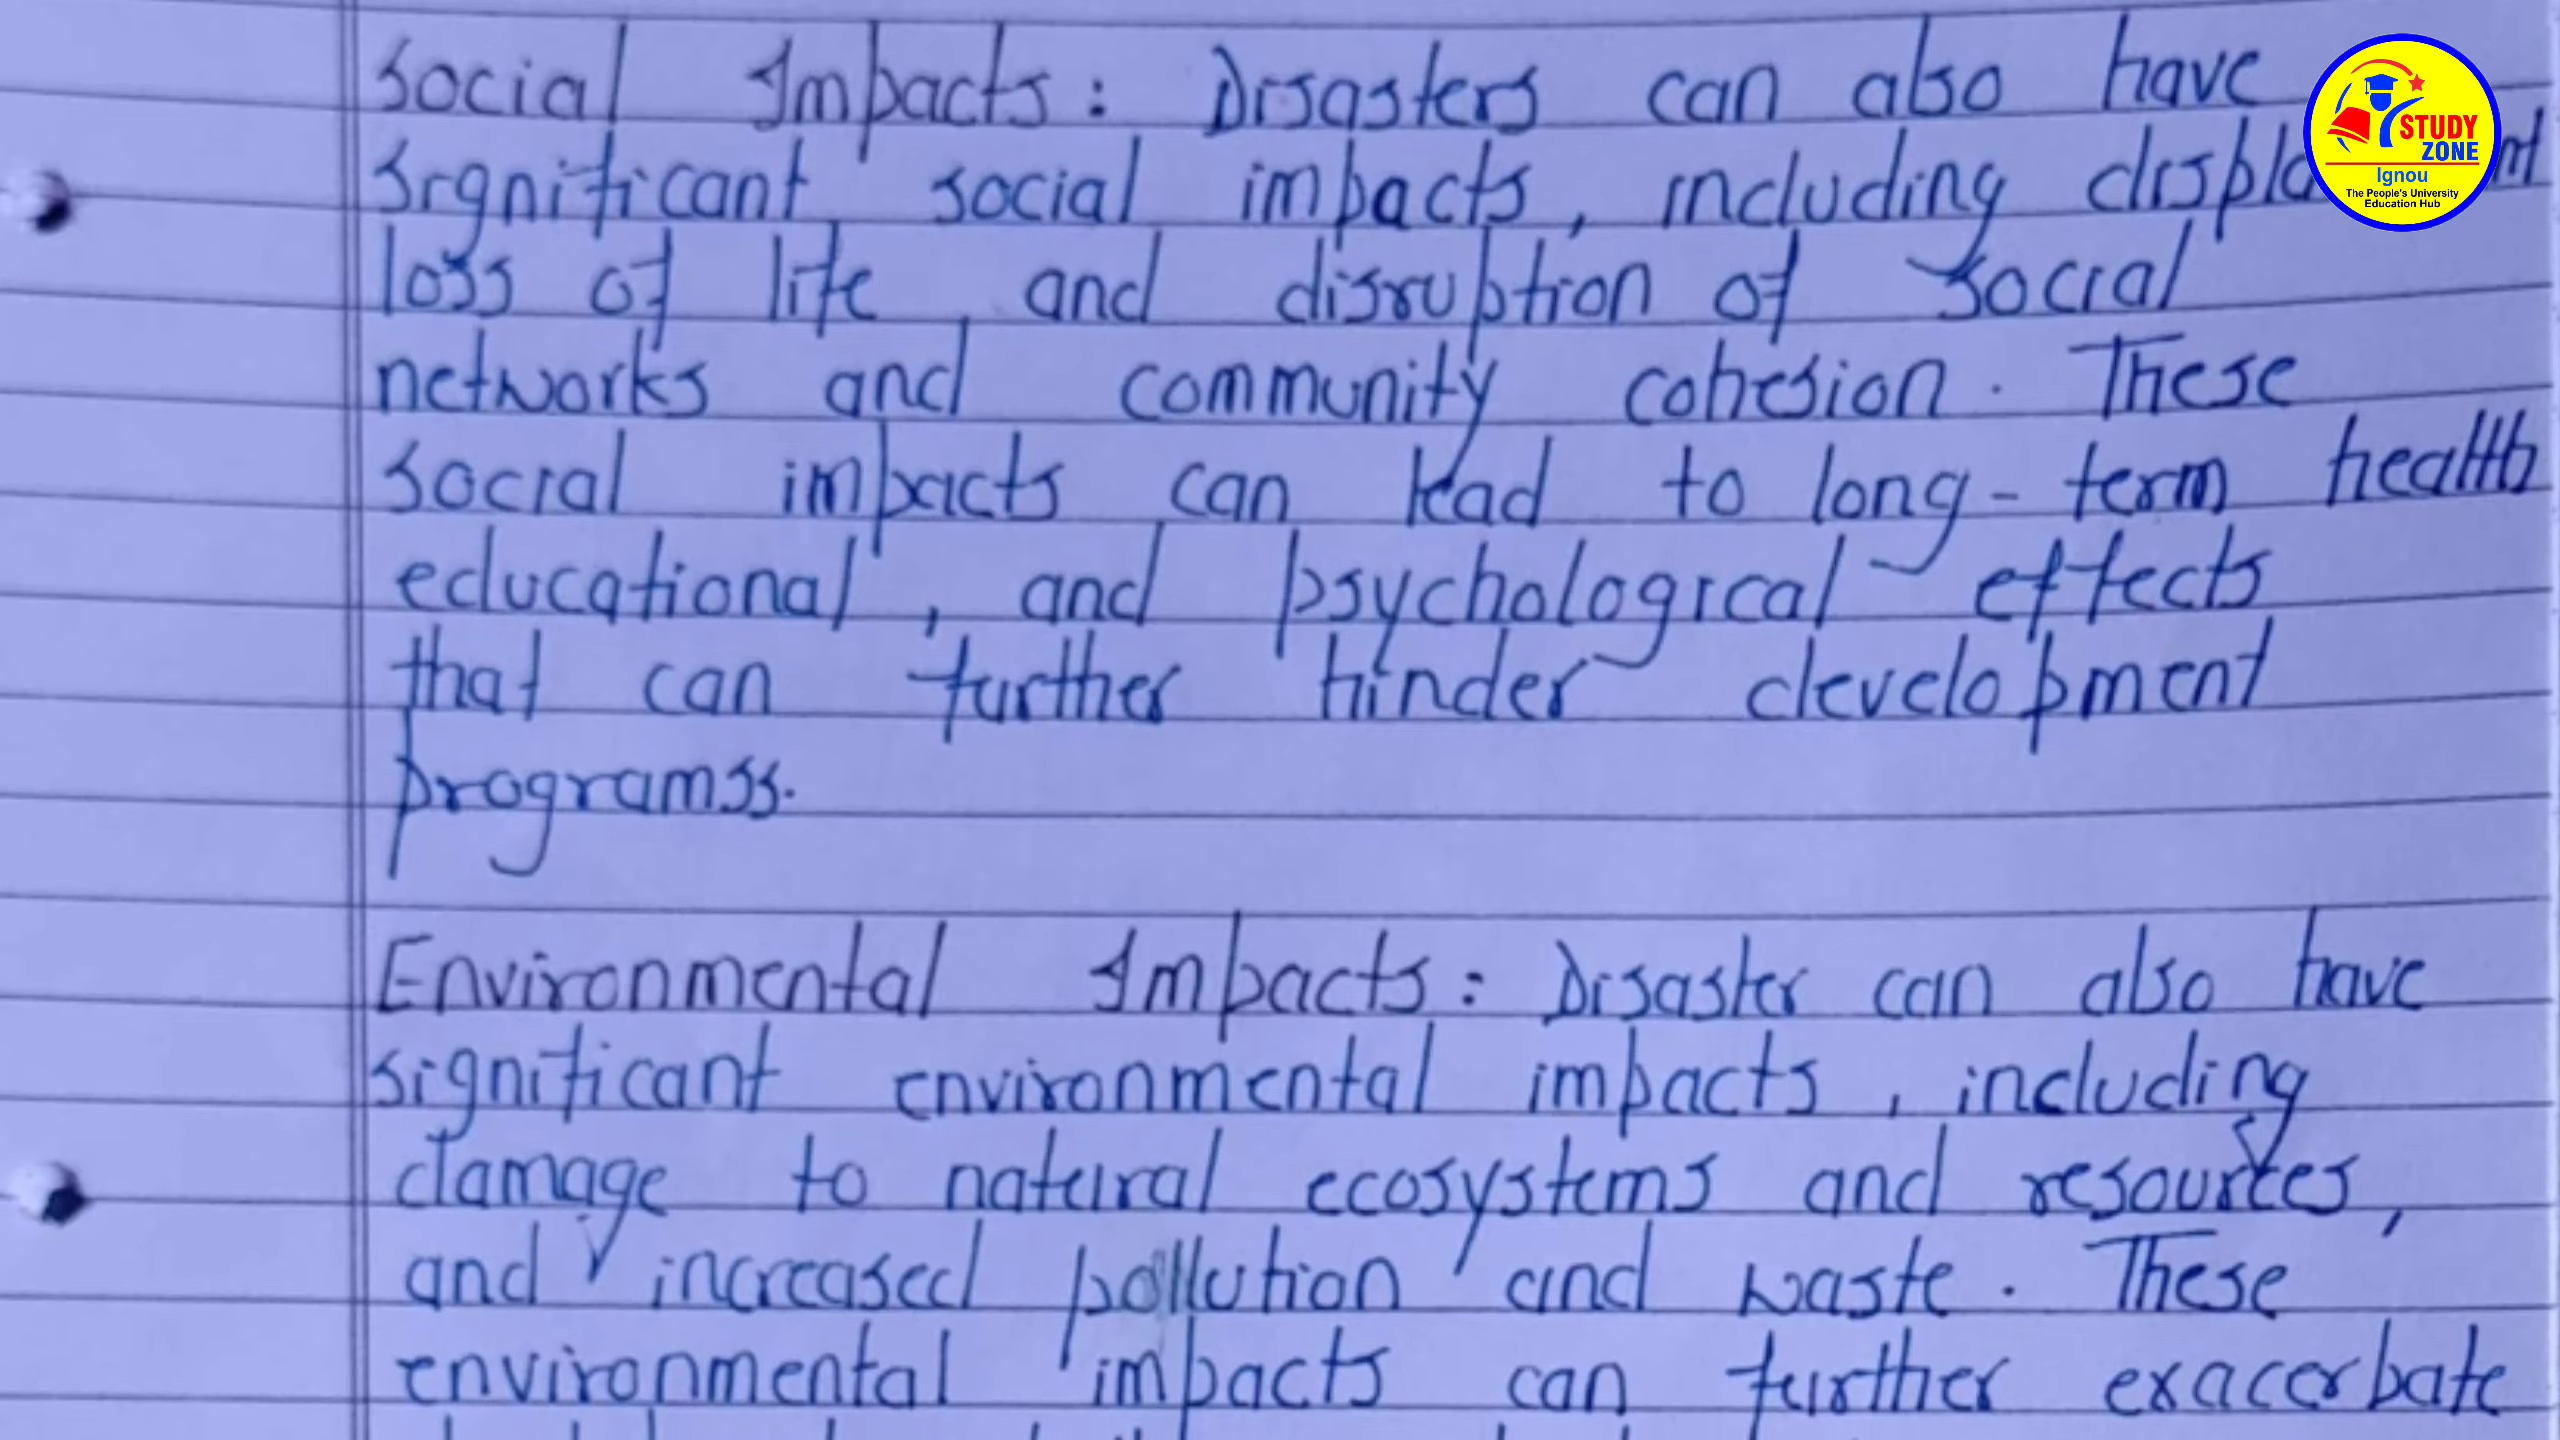 Social Impacts: Disasters can also have
significant social impacts, including
loss of life, and disruption of social
networks and community cohesion. These
social impacts can lead to long-term health
educational, and psychological effects
that can further hinder development
programss.
Environmental Impacts: Disaster can also have
significant environmental impacts, including
damage to natural ecosystems and resources,
and increased pollution and waste. These
environmental impacts can further exacerbate
STUDY
ZONE
Ignou
The People's University
Education Hub